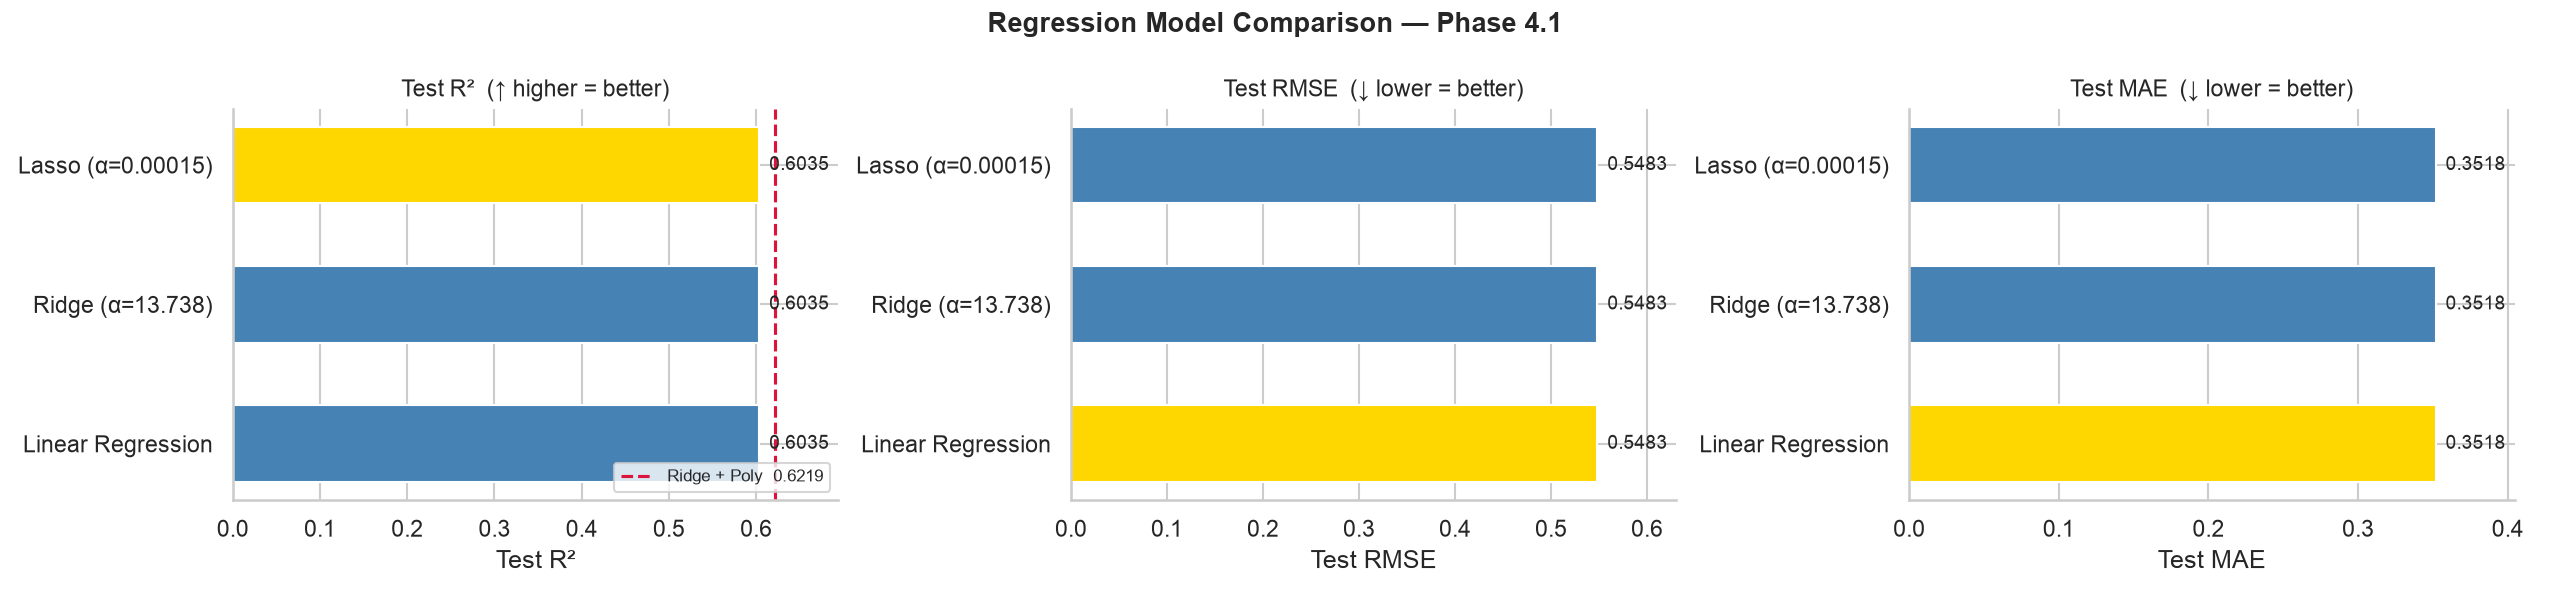 Regression Model Comparison — Phase 4.1
Test R² (↑ higher = better)
Lasso (α=0.00015)
0.6035
Ridge (α=13.738)
0.6035
Linear Regression
0.6035
Ridge + Poly 0.6219
0.0 0.1 0.2 0.3 0.4 0.5 0.6
Test R²
Test RMSE (↓ lower = better)
Lasso (α=0.00015)
0.5483
Ridge (α=13.738)
0.5483
Linear Regression
0.5483
0.0 0.1 0.2 0.3 0.4 0.5 0.6
Test RMSE
Test MAE (↓ lower = better)
Lasso (α=0.00015)
0.3518
Ridge (α=13.738)
0.3518
Linear Regression
0.3518
0.0 0.1 0.2 0.3 0.4
Test MAE